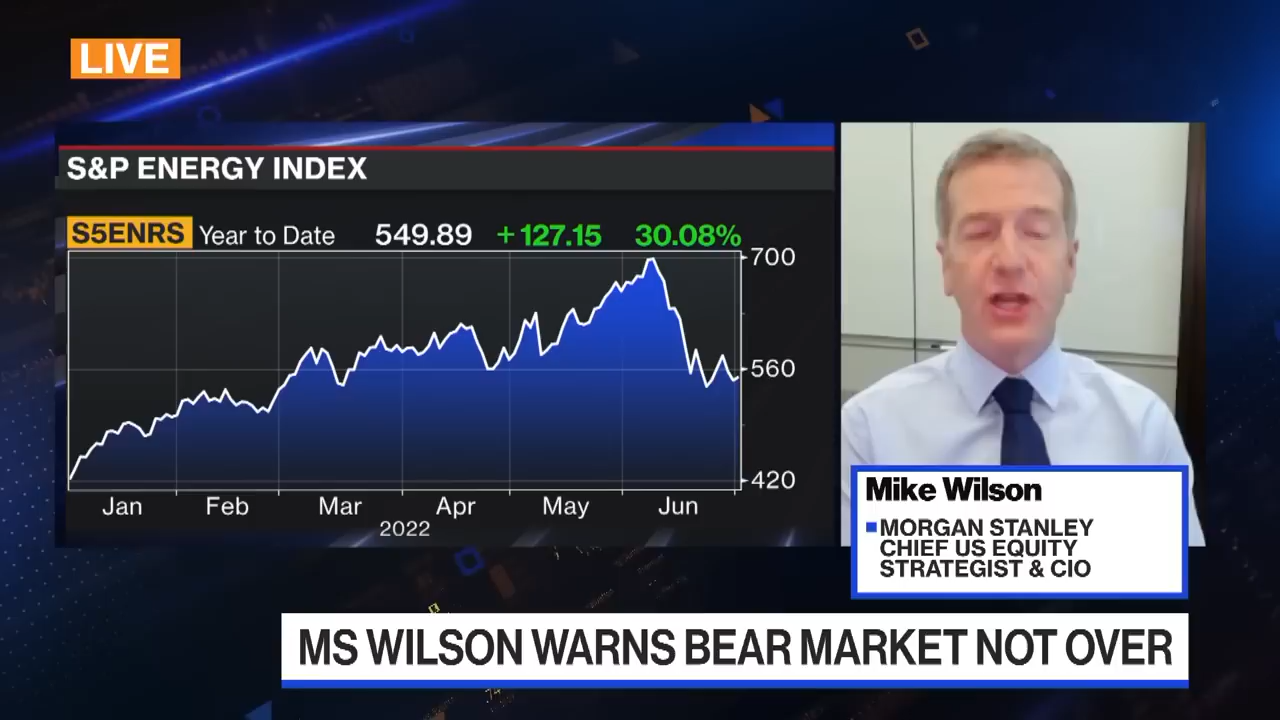 LIVE
S&P ENERGY INDEX
S5ENRS Year to Date 549.89 +127.15 30.08%
700
560
420
Jan Feb Mar Apr May Jun
2022
Mike Wilson
MORGAN STANLEY
CHIEF US EQUITY
STRATEGIST & CIO
MS WILSON WARNS BEAR MARKET NOT OVER